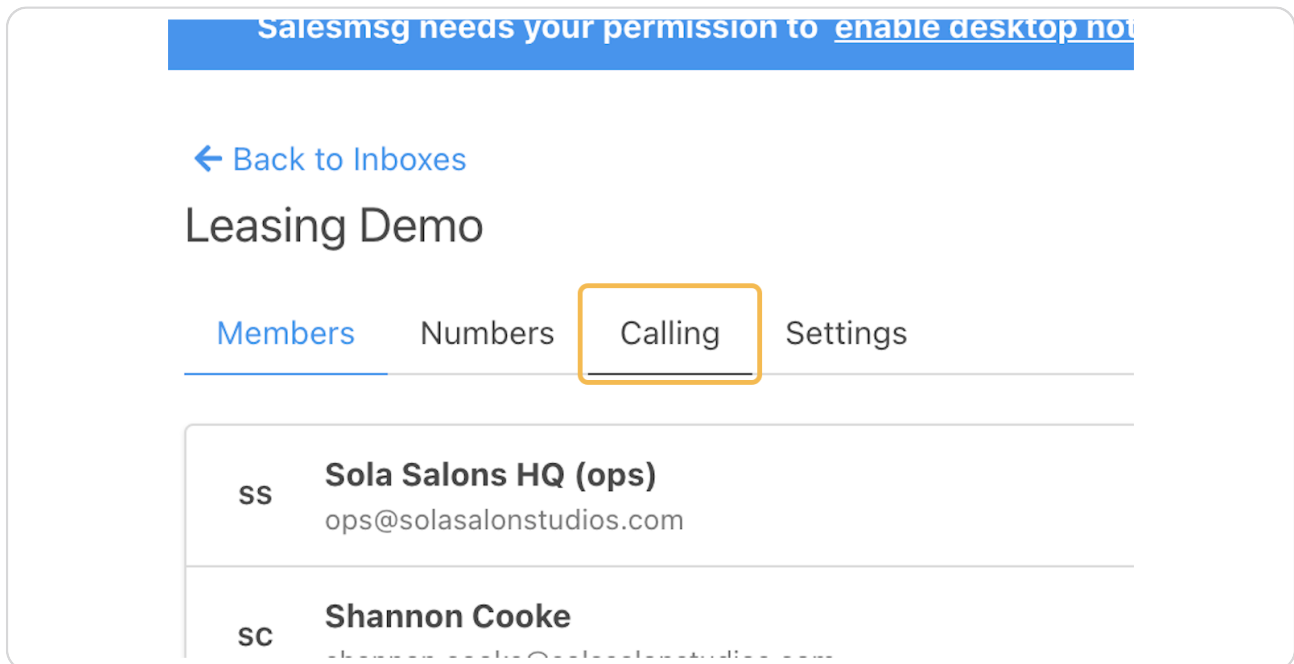 Salesmsg needs your permission to enable desktop not
Back to Inboxes
Leasing Demo
Members Numbers Calling Settings
SS
Sola Salons HQ (ops)
ops@solasalonstudios.com
SC
Shannon Cooke